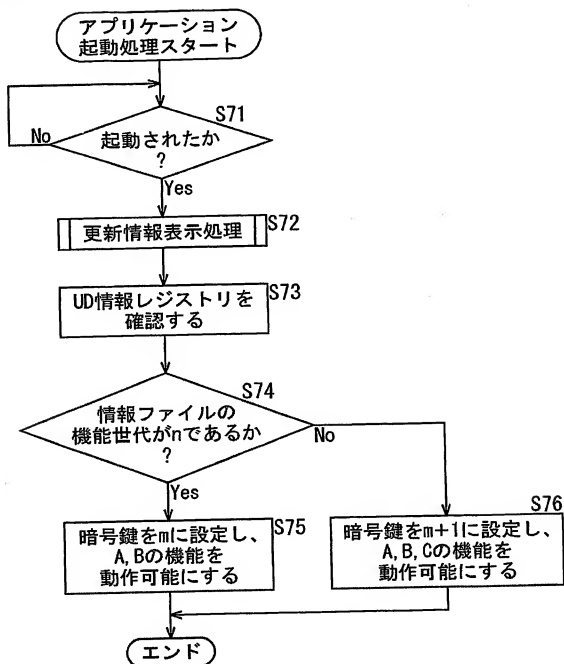 アプリケーション
起動処理スタート
S71
起動されたか
?
No
Yes
更新情報表示処理
S72
UD情報レジストリを
確認する
S73
S74
情報ファイルの
機能世代がnであるか
?
No
Yes
暗号鍵をmに設定し、
A,Bの機能を
動作可能にする
S75
S76
暗号鍵をm+1に設定し、
A,B,Cの機能を
動作可能にする
エンド